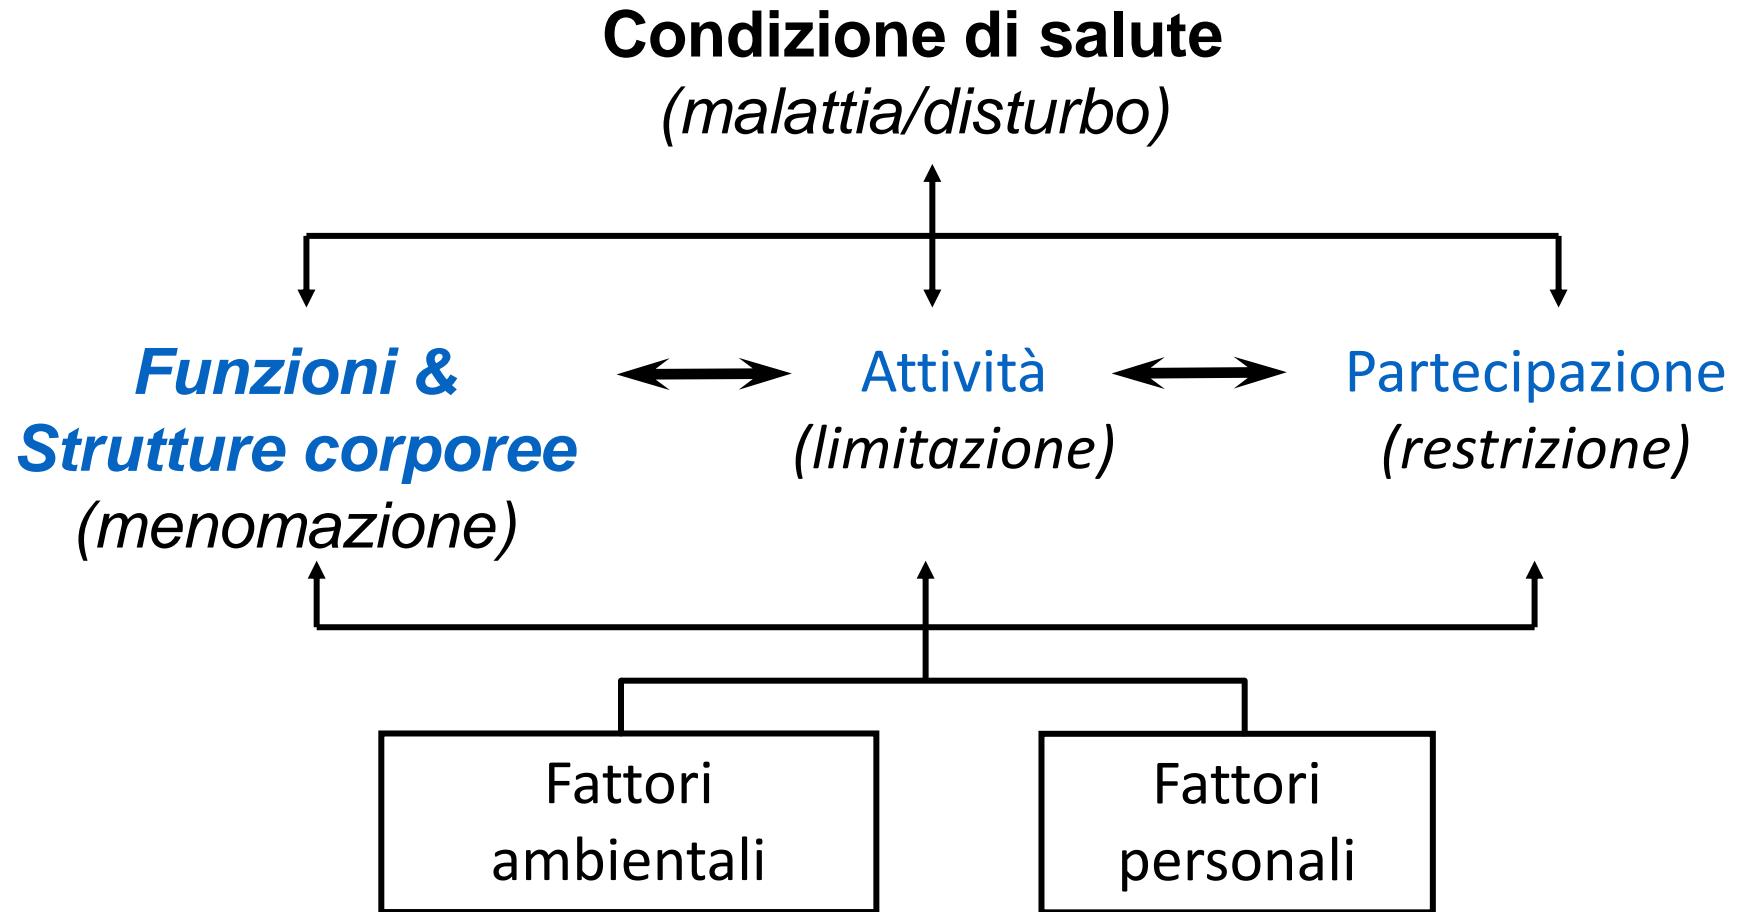 Condizione di salute
(malattia/disturbo)
Funzioni &
Strutture corporee
(menomazione)
Attività
(limitazione)
Partecipazione
(restrizione)
Fattori
ambientali
Fattori
personali